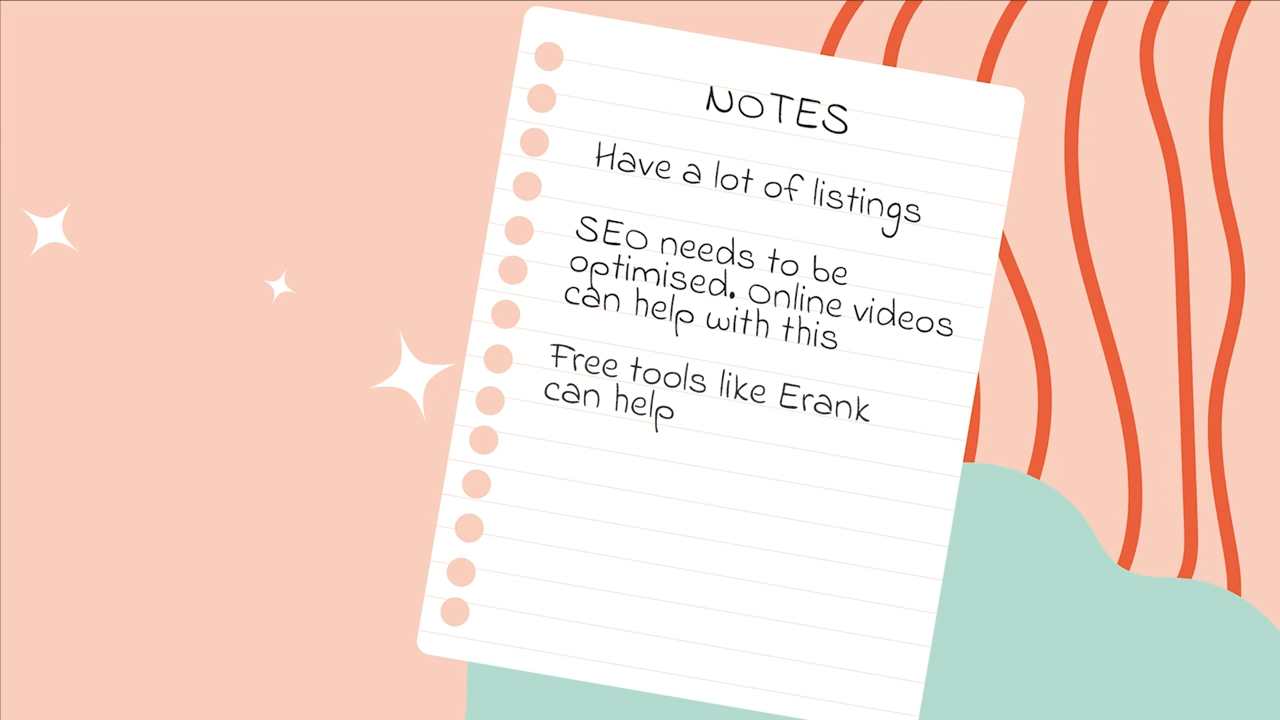 NOTES
Have a lot of listings
SEO needs to be
optimised. Online videos
can help with this
Free tools like Erank
can help